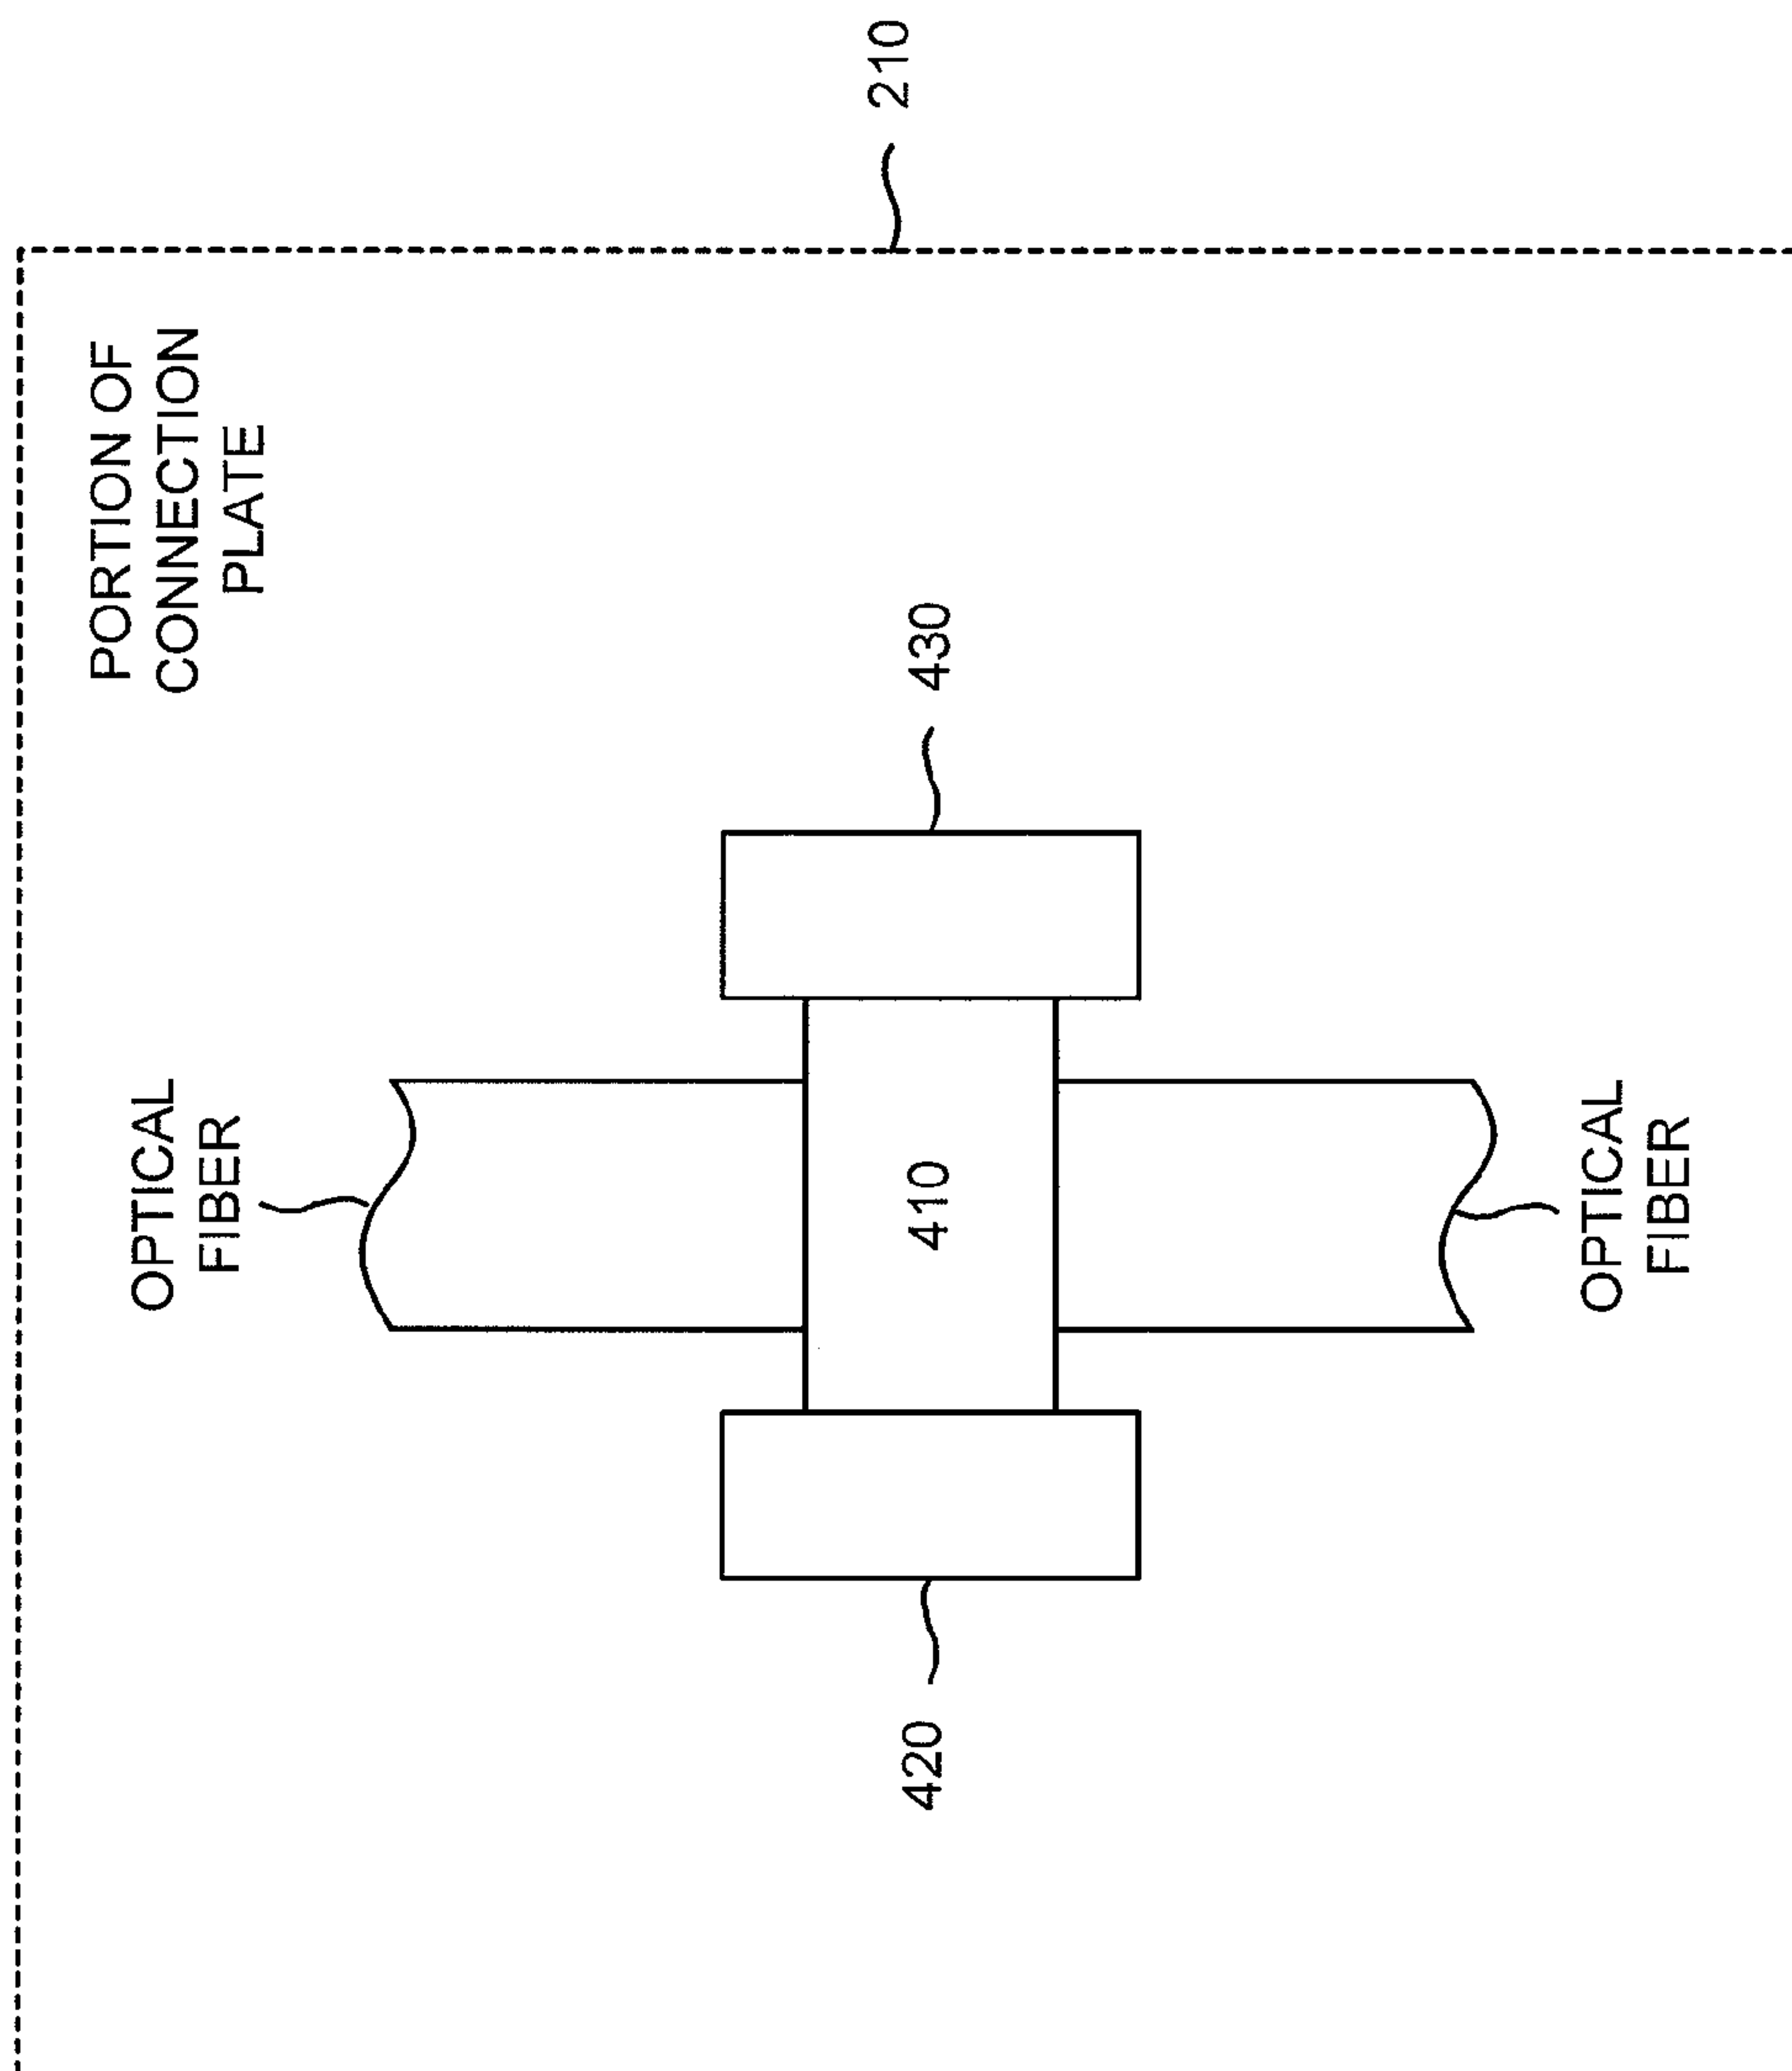 210
PORTION OF
CONNECTION
PLATE
430
OPTICAL
FIBER
410
OPTICAL
FIBER
420